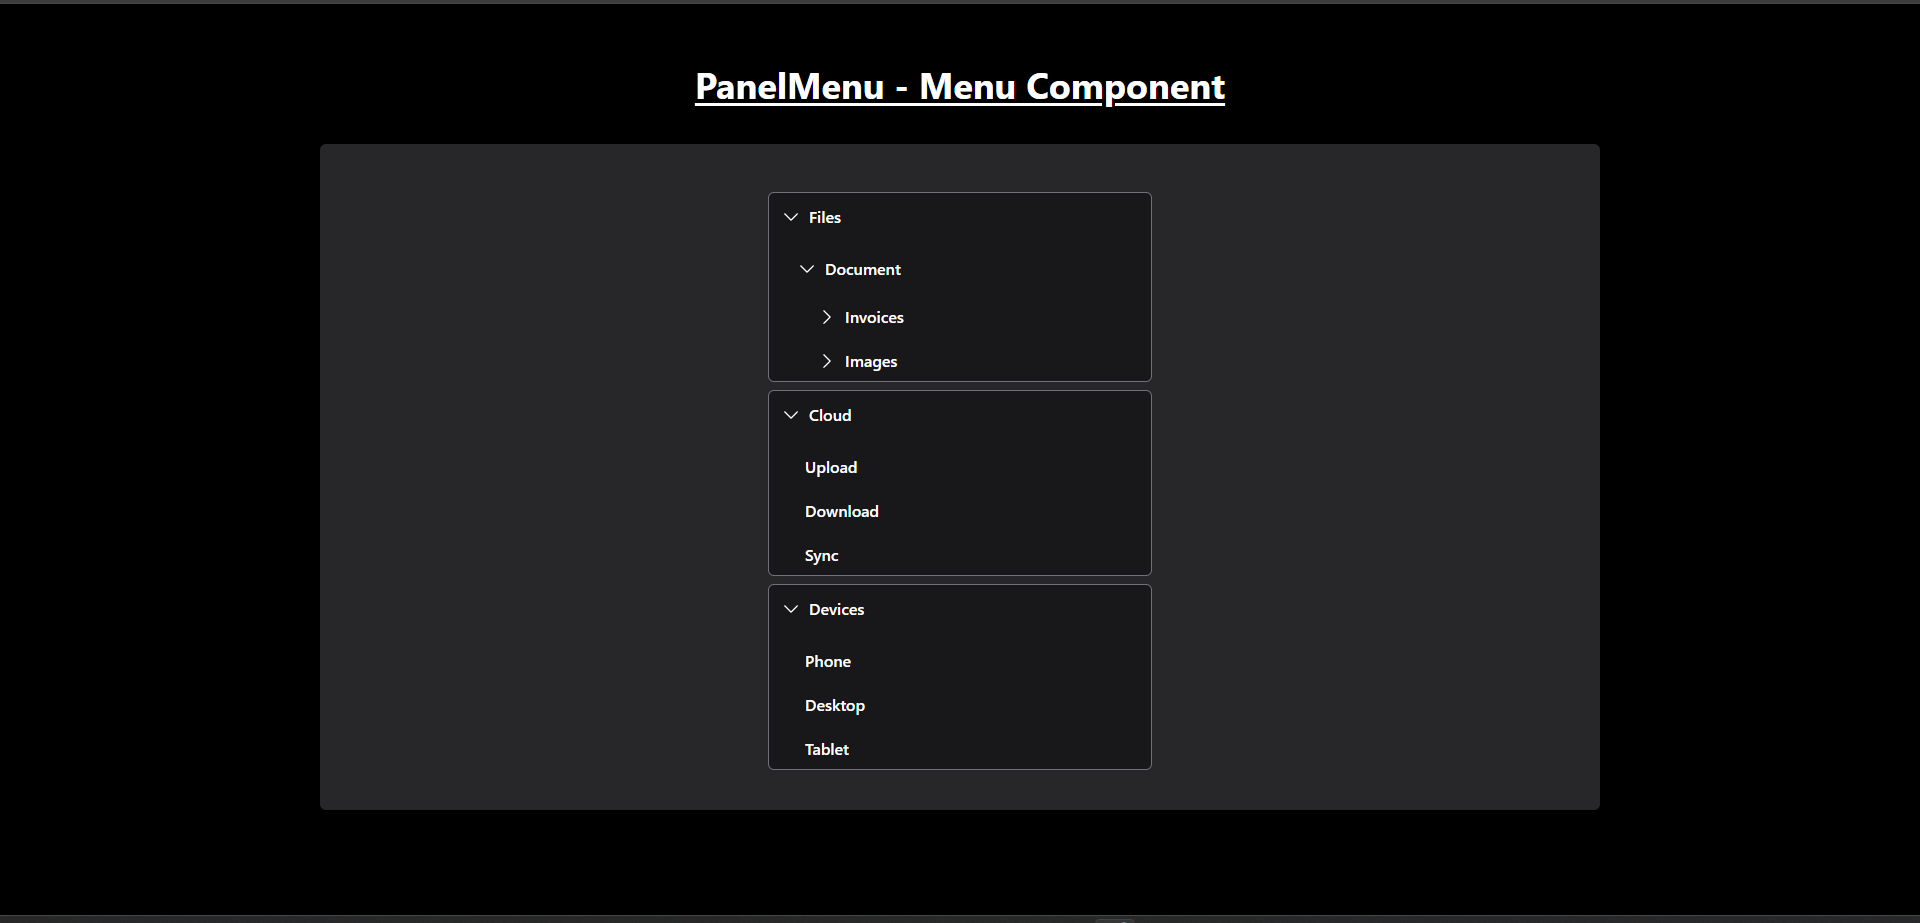 PanelMenu - Menu Component
Files
Document
Invoices
Images
Cloud
Upload
Download
Sync
Devices
Phone
Desktop
Tablet